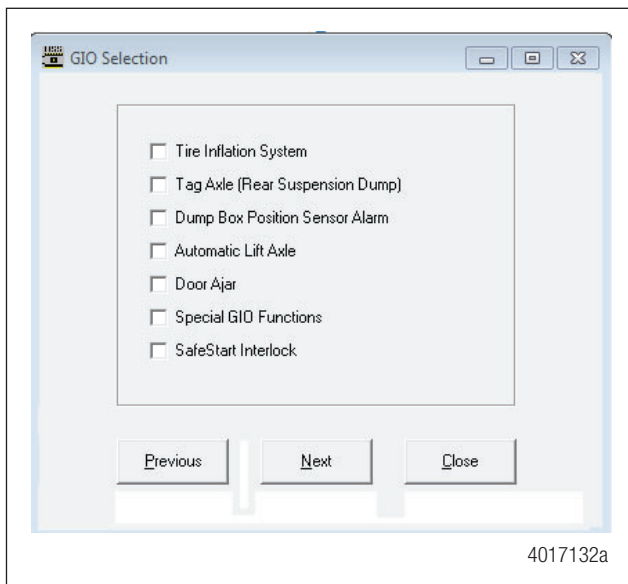 HSS
GIO Selection
Tire Inflation System
Tag Axle (Rear Suspension Dump)
Dump Box Position Sensor Alarm
Automatic Lift Axle
Door Ajar
Special GIO Functions
SafeStart Interlock
Previous Next Close
4017132a